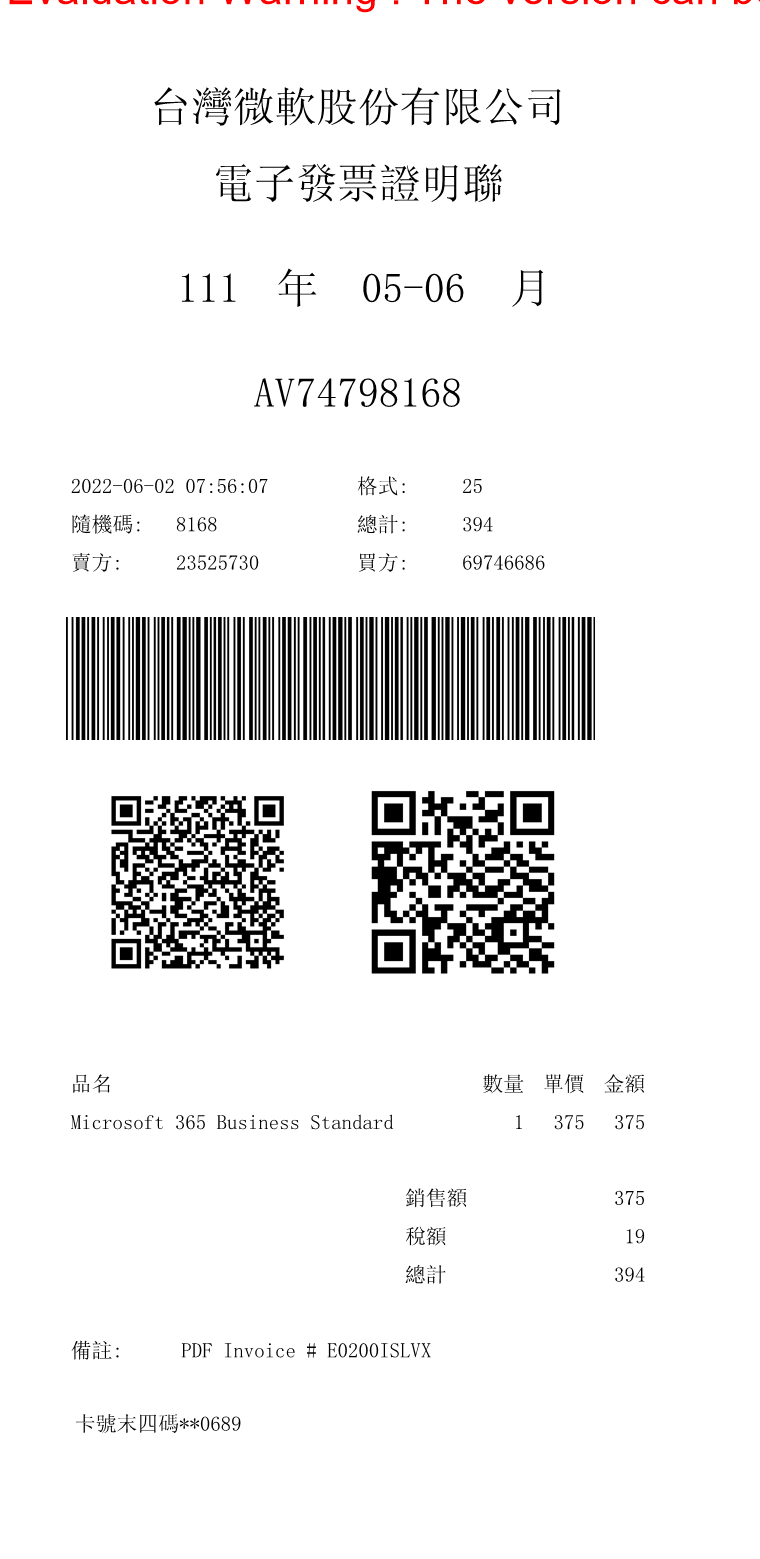 Evaluation Warning : The version can be
台灣微軟股份有限公司
電子發票證明聯
111 年 05-06 月
AV74798168
2022-06-02 07:56:07 格式: 25
隨機碼: 8168 總計: 394
賣方: 23525730 買方: 69746686
品名 數量 單價 金額
Microsoft 365 Business Standard 1 375 375
銷售額 375
稅額 19
總計 394
備註: PDF Invoice # E0200ISLVX
卡號末四碼**0689